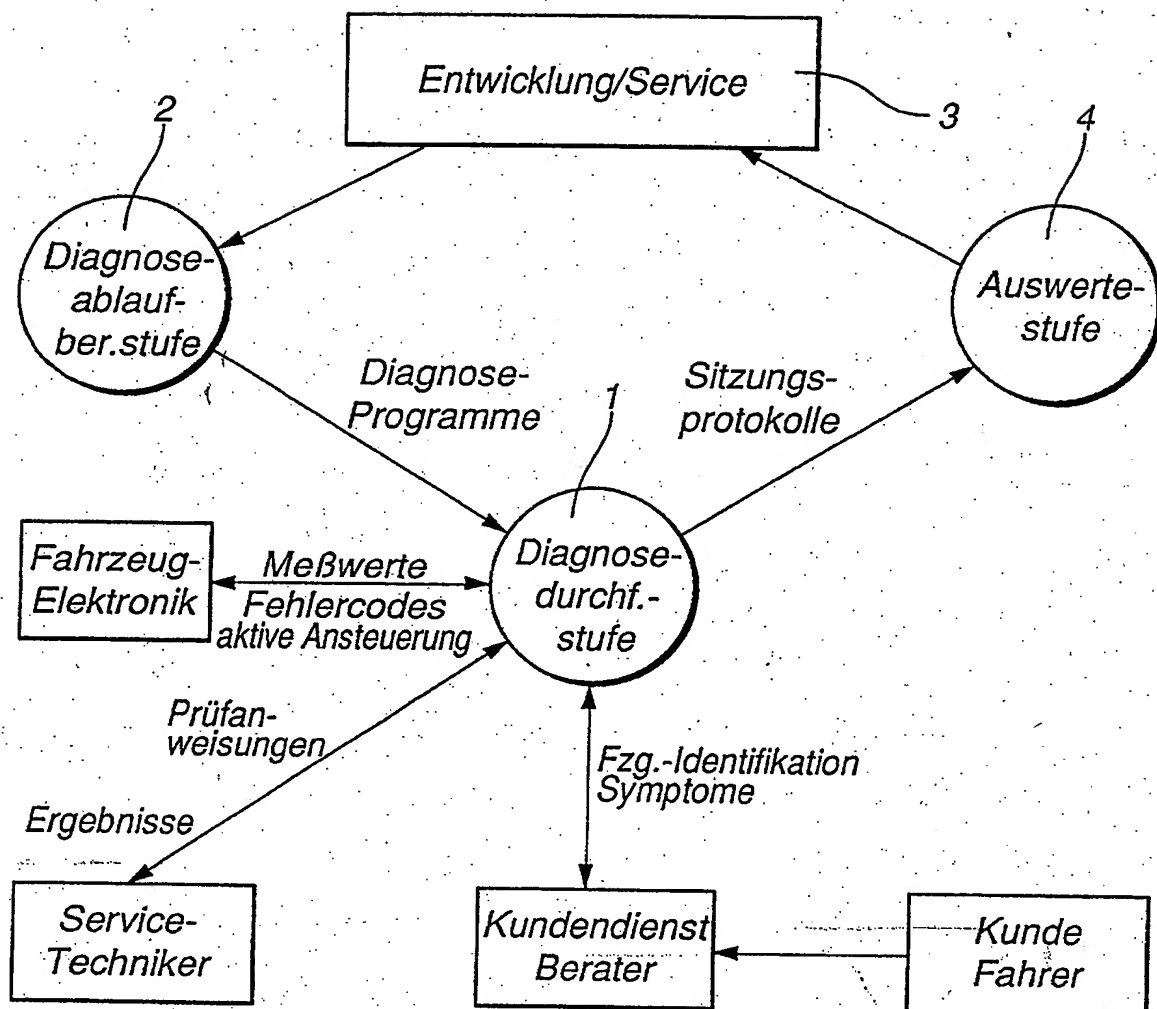 Entwicklung/Service
3
2
4
Diagnose-
ablauf-
ber.stufe
Auswerte-
stufe
Diagnose-
Programme
Sitzungs-
protokolle
1
Fahrzeug-
Elektronik
Meßwerte
Fehlercodes
aktive Ansteuerung
Diagnose-
durchf.-
stufe
Prüfan-
weisungen
Ergebnisse
Fzg.-Identifikation
Symptome
Service-
Techniker
Kundendienst
Berater
Kunde
Fahrer